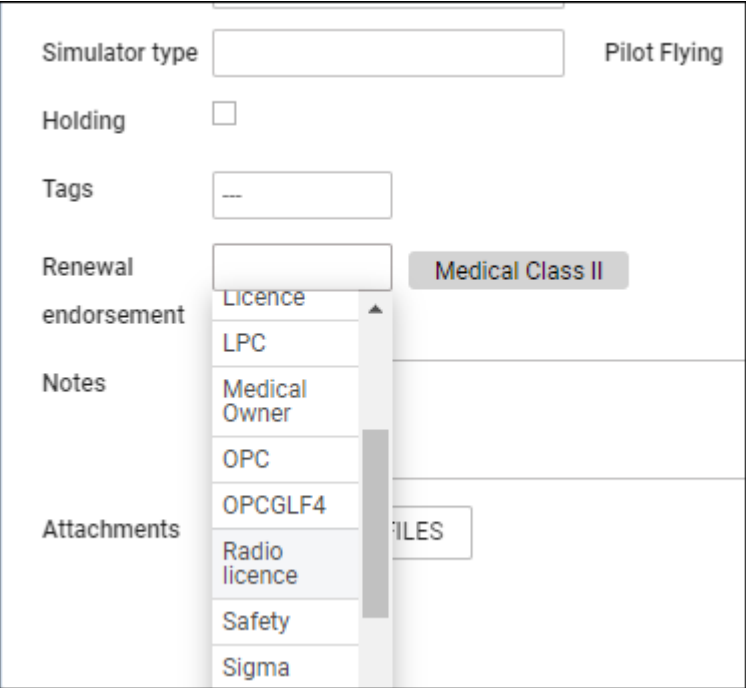 Simulator type
Pilot Flying
Holding
Tags
---
Renewal
endorsement
Medical Class II
Licence
LPC
Medical
Owner
OPC
OPCGLF4
Radio
licence
Safety
Sigma
Notes
Attachments
FILES